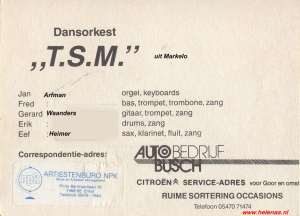 Dansorkest
„T.S.M.” uit Markelo
Jan Arfman orgel, keyboards
Fred bas, trompet, trombone, zang
Gerard Waanders gitaar, trompet, zang
Erik drums, zang
Eef Heimer sax, klarinet, fluit, zang
Correspondentie-adres:
ARTIESTENBURO NPK
AUTOBEDRIJF
BUSCH
CITROËN SERVICE-ADRES voor Goor en omst
RUIME SORTERING OCCASIONS
Telefoon 05470 71474
www.helenas.nl